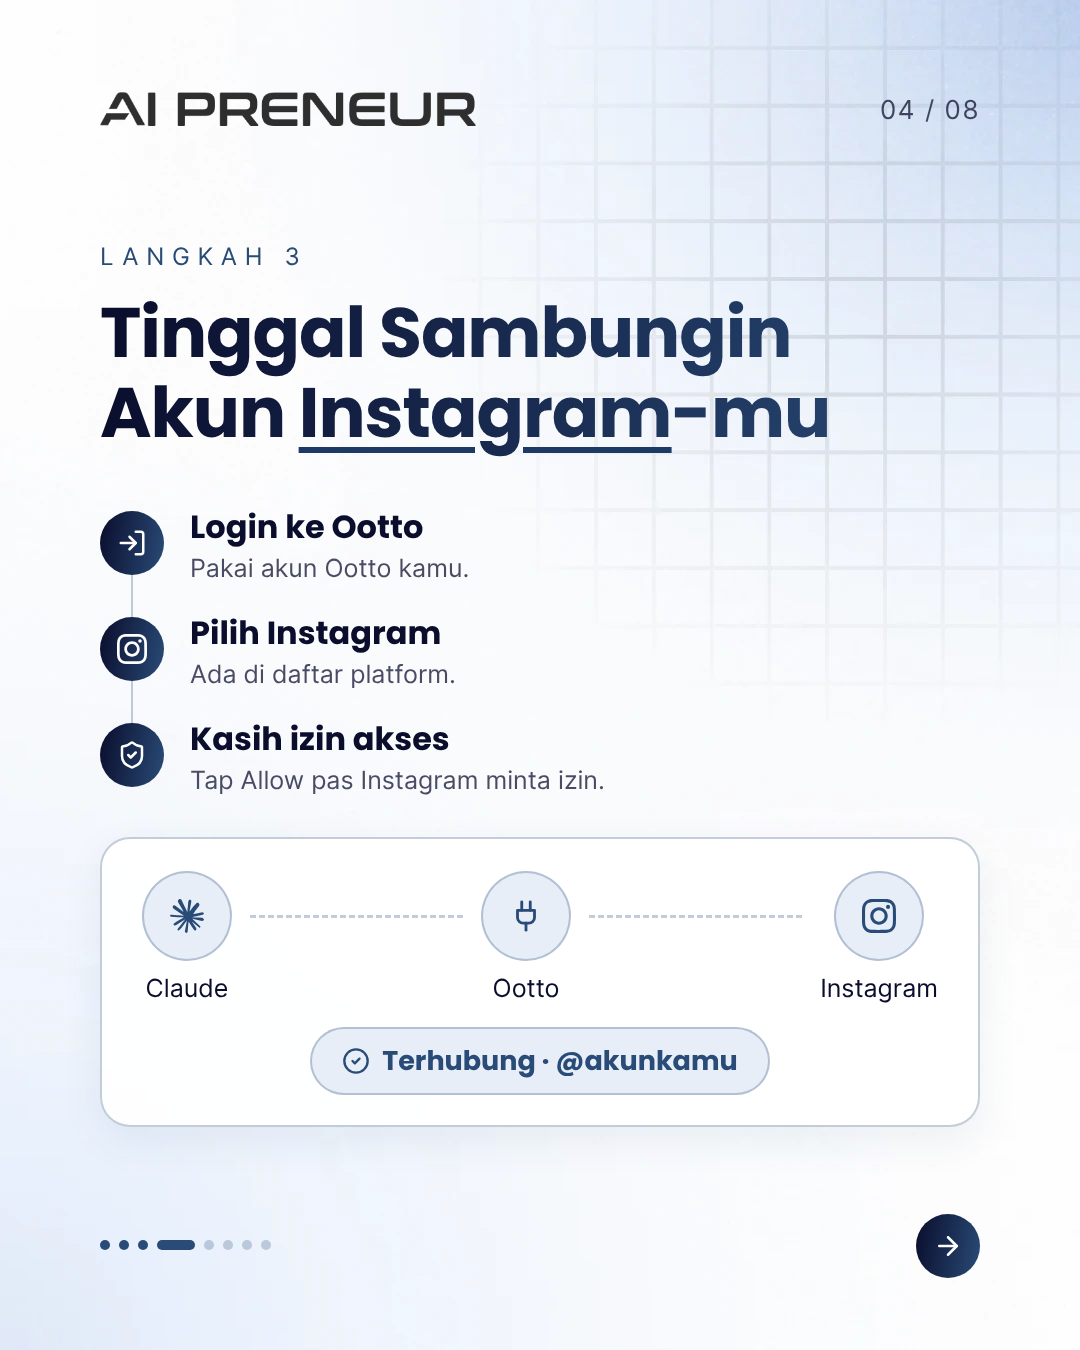 AI PRENEUR
04 / 08
LANGKAH 3
Tinggal Sambungin
Akun Instagram-mu
Login ke Ootto
Pakai akun Ootto kamu.
Pilih Instagram
Ada di daftar platform.
Kasih izin akses
Tap Allow pas Instagram minta izin.
Claude
Ootto
Instagram
Terhubung · @akunkamu